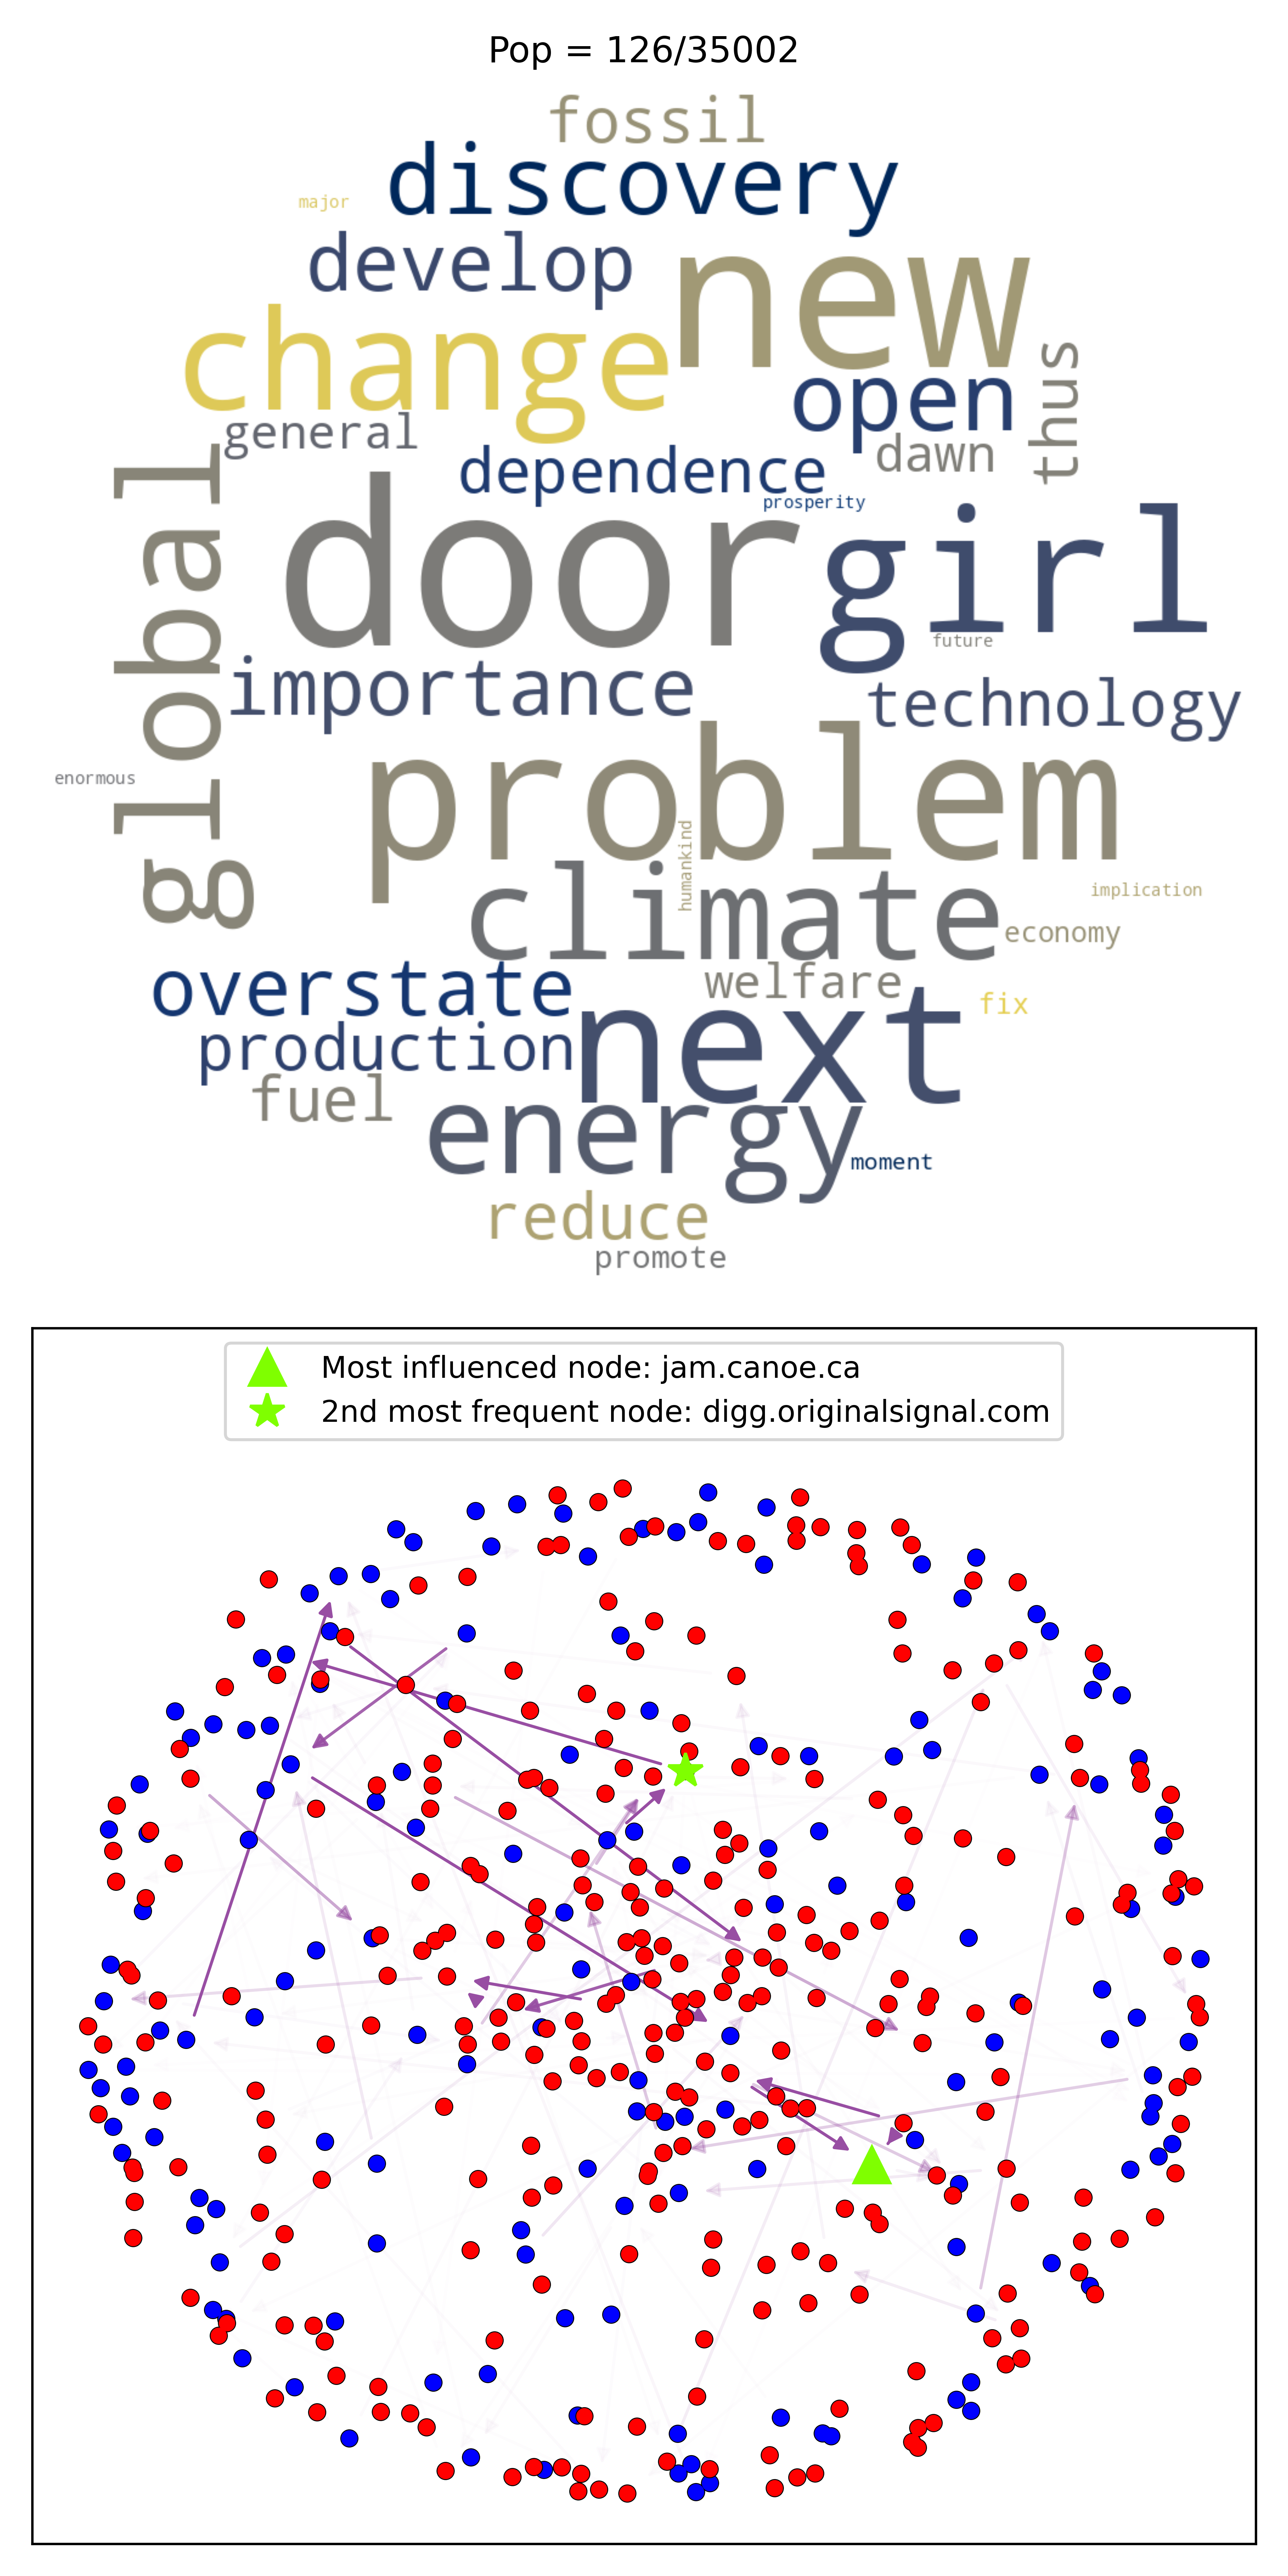 Pop = 126/35002
fossil
discovery
major
develop
new
change
thus
open
general
dawn
dependence
prosperity
global
door
girl
future
importance
technology
problem
enormous
humankind
climate
implication
economy
overstate
welfare
fix
next
production
fuel
energy
moment
reduce
promote
Most influenced node: jam.canoe.ca
2nd most frequent node: digg.originalsignal.com